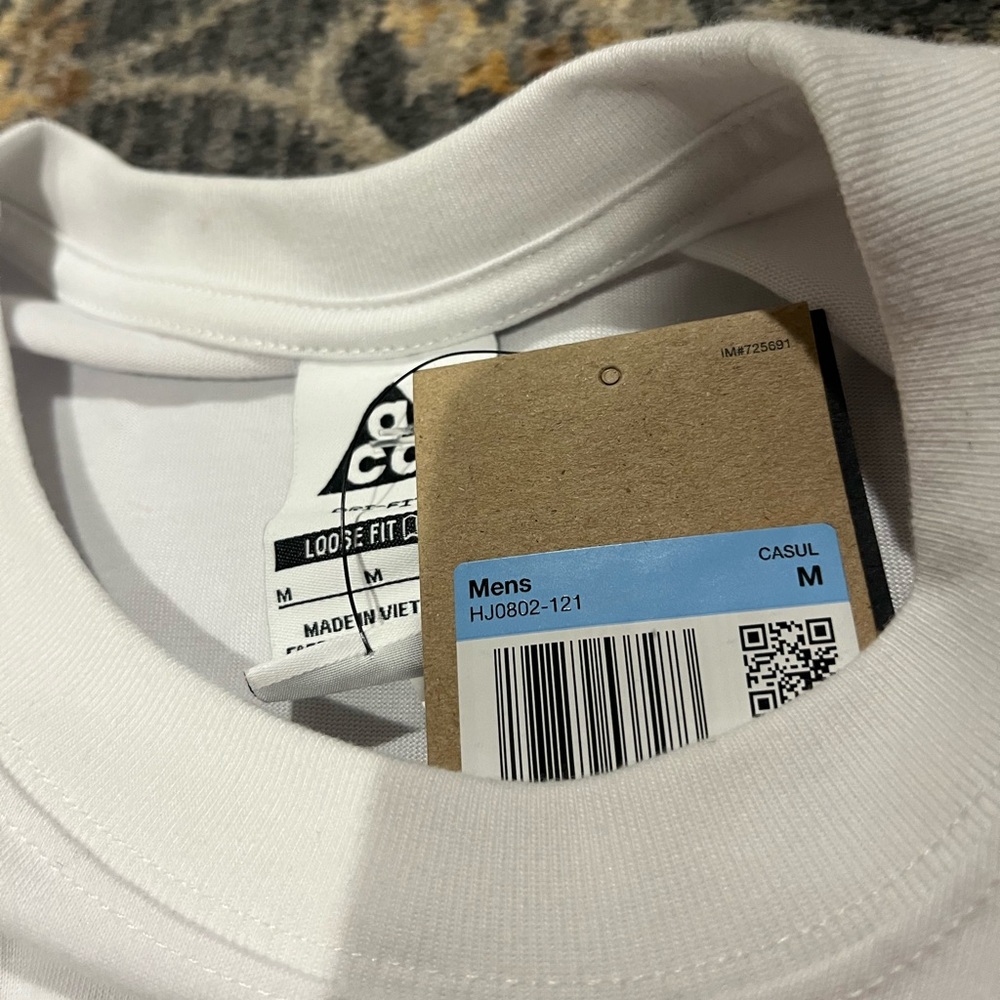 IM#725691
LOOSE FIT
M
M
MADE IN VIET
Mens
CASUL
HJ0802-121
M